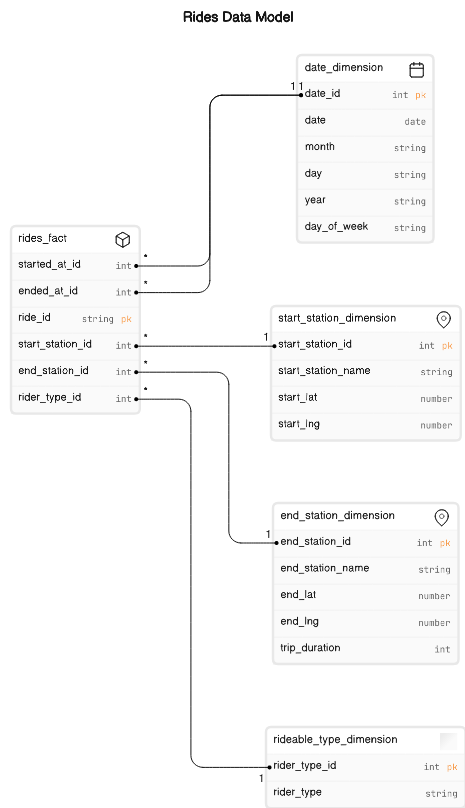 Rides Data Model
date_dimension
1 1
date_id int pk
date date
month string
day string
year string
day_of_week string
rides_fact
started_at_id int *
ended_at_id int *
ride_id string pk
start_station_id int *
end_station_id int *
rider_type_id int *
start_station_dimension
1
start_station_id int pk
start_station_name string
start_lat number
start_lng number
end_station_dimension
1
end_station_id int pk
end_station_name string
end_lat number
end_lng number
trip_duration int
rideable_type_dimension
rider_type_id int pk
1
rider_type string